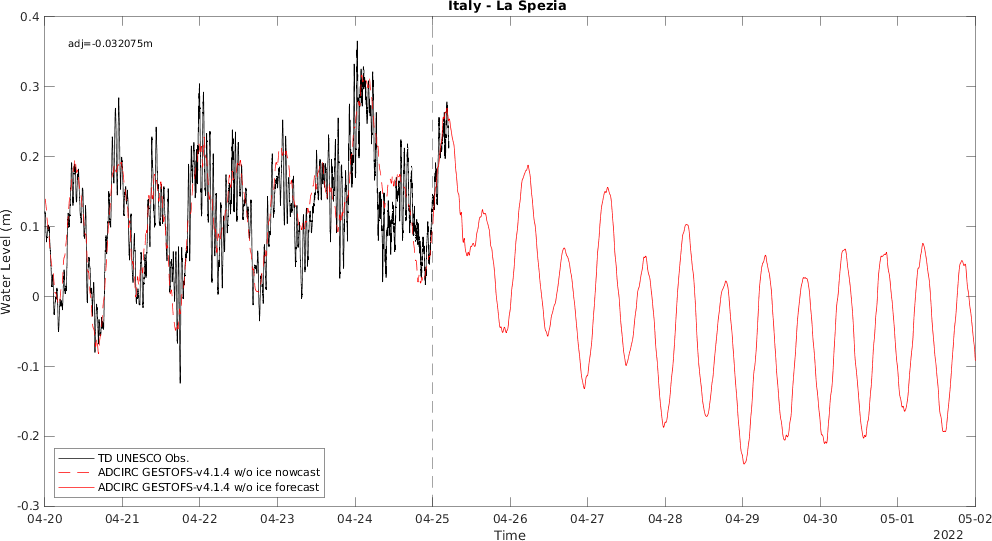 Italy - La Spezia
adj=-0.032075m
Water Level (m)
0.4
0.3
0.2
0.1
0
-0.1
-0.2
-0.3
TD UNESCO Obs.
ADCIRC GESTOFS-v4.1.4 w/o ice nowcast
ADCIRC GESTOFS-v4.1.4 w/o ice forecast
04-20 04-21 04-22 04-23 04-24 04-25 04-26 04-27 04-28 04-29 04-30 05-01 05-02
Time
2022